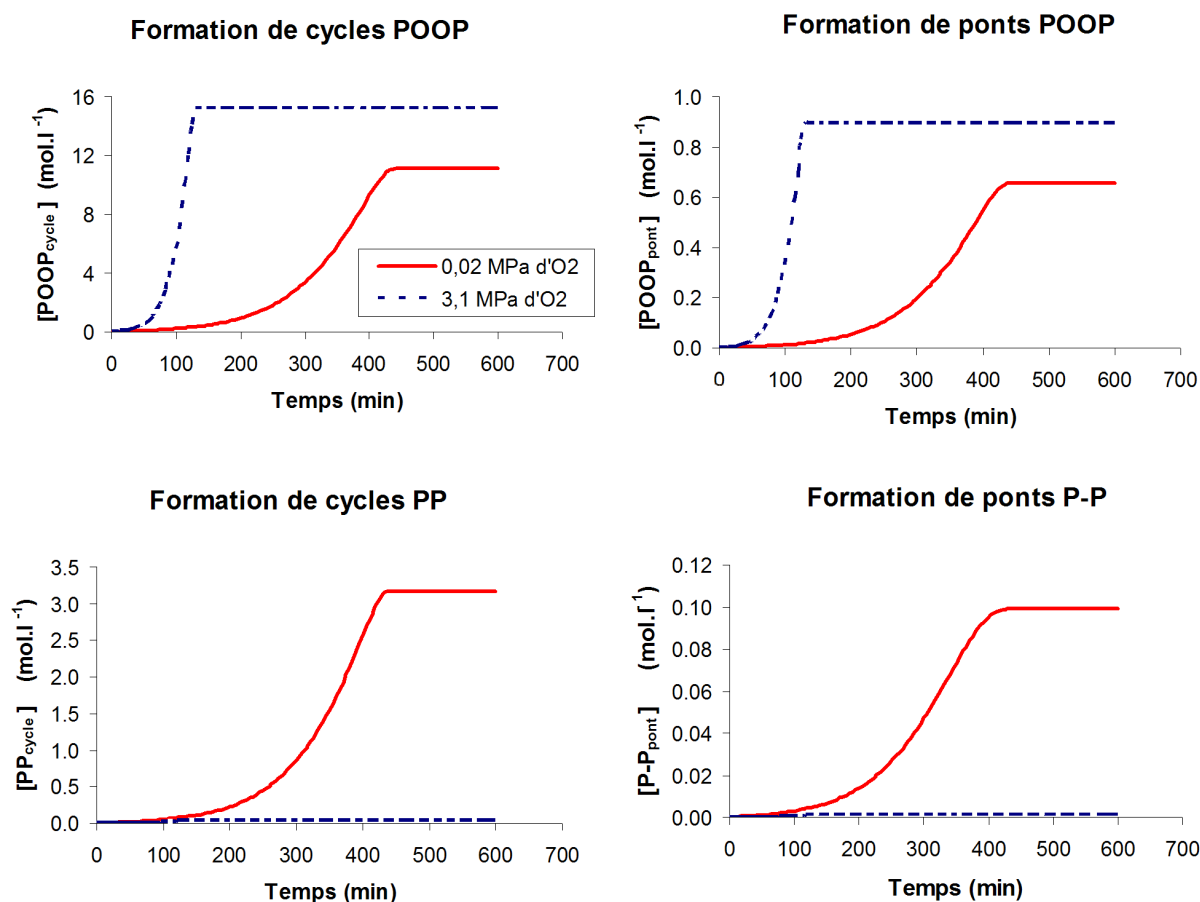 Formation de cycles POOP
[POOPcycle] (mol.l -1)
16
12
8
4
0
0 100 200 300 400 500 600 700
Temps (min)
0,02 MPa d'O2
3,1 MPa d'O2
Formation de ponts POOP
[POOPpont] (mol.l -1)
1.0
0.8
0.6
0.4
0.2
0.0
0 100 200 300 400 500 600 700
Temps (min)
Formation de cycles PP
[PPcycle] (mol.l -1)
3.5
3.0
2.5
2.0
1.5
1.0
0.5
0.0
0 100 200 300 400 500 600 700
Temps (min)
Formation de ponts P-P
[P-Ppont] (mol.l-1)
0.12
0.10
0.08
0.06
0.04
0.02
0.00
0 100 200 300 400 500 600 700
Temps (min)